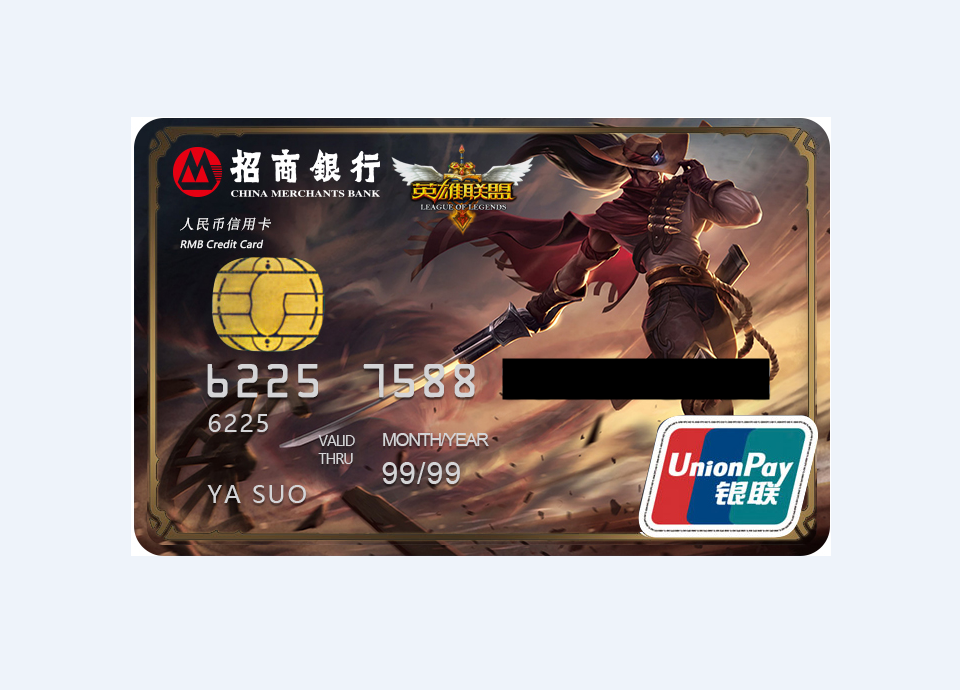 招商銀行
CHINA MERCHANTS BANK
英雄联盟
LEAGUE OF LEGENDS
人民币信用卡
RMB Credit Card
6225 7588
6225
VALID THRU
MONTH/YEAR
99/99
YA SUO
UnionPay
银联